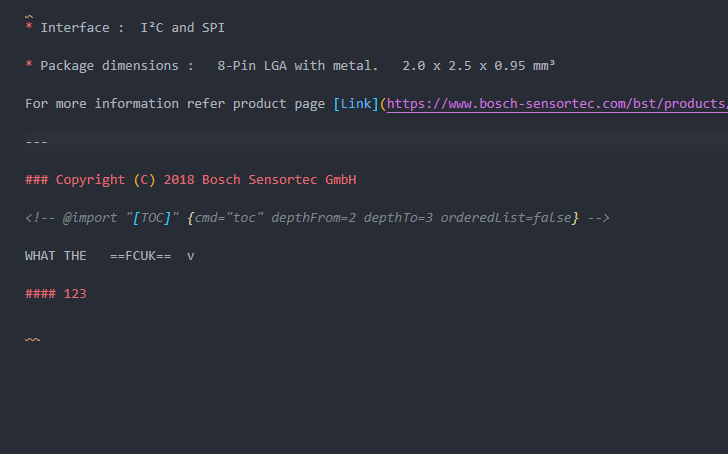 * Interface :  I²C and SPI
* Package dimensions :   8-Pin LGA with metal.   2.0 x 2.5 x 0.95 mm³
For more information refer product page [Link](https://www.bosch-sensortec.com/bst/products/
---
### Copyright (C) 2018 Bosch Sensortec GmbH
<!-- @import "[TOC]" {cmd="toc" depthFrom=2 depthTo=3 orderedList=false} -->
WHAT THE   ==FCUK==  v
#### 123